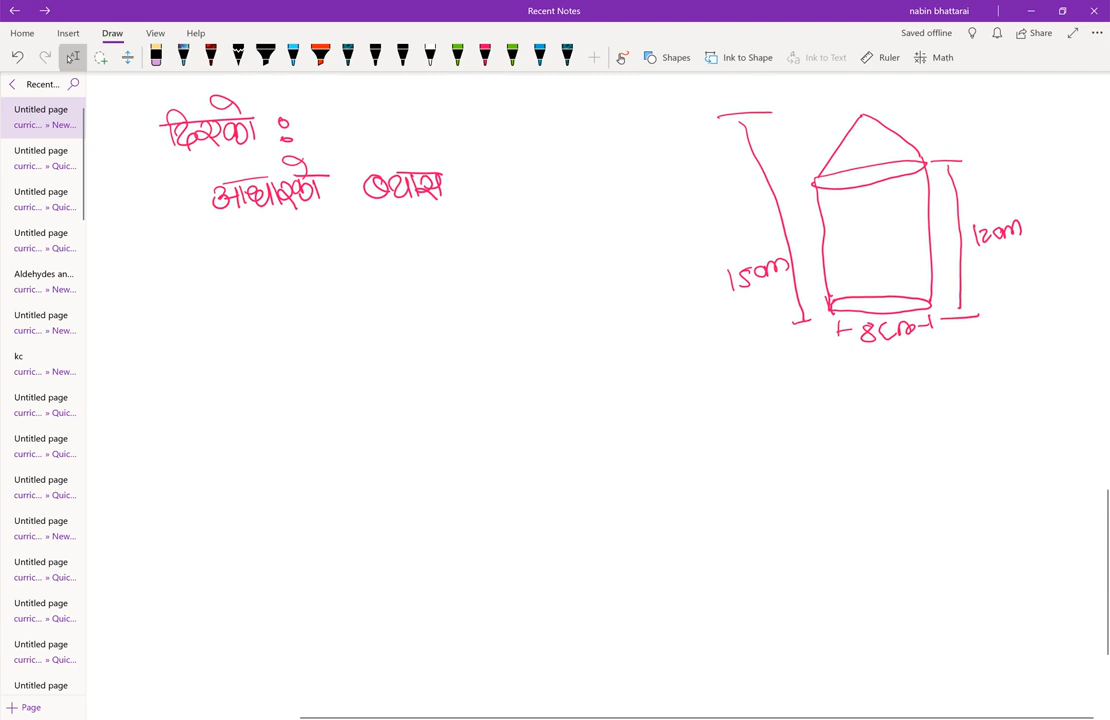 Recent Notes
nabin bhattarai
Home Insert Draw View Help
Saved offline
Share
Shapes
Ink to Shape
Ink to Text
Ruler
Math
Recent...
Untitled page
curric... » New...
Untitled page
curric... » Quic...
Untitled page
curric... » Quic...
Untitled page
curric... » Quic...
Aldehydes an...
curric... » New...
Untitled page
curric... » New...
kc
curric... » New...
Untitled page
curric... » Quic...
Untitled page
curric... » Quic...
Untitled page
curric... » Quic...
Untitled page
curric... » New...
Untitled page
curric... » Quic...
Untitled page
curric... » Quic...
Untitled page
curric... » Quic...
Untitled page
Page
आधारको व्यास
15cm
12cm
8cm